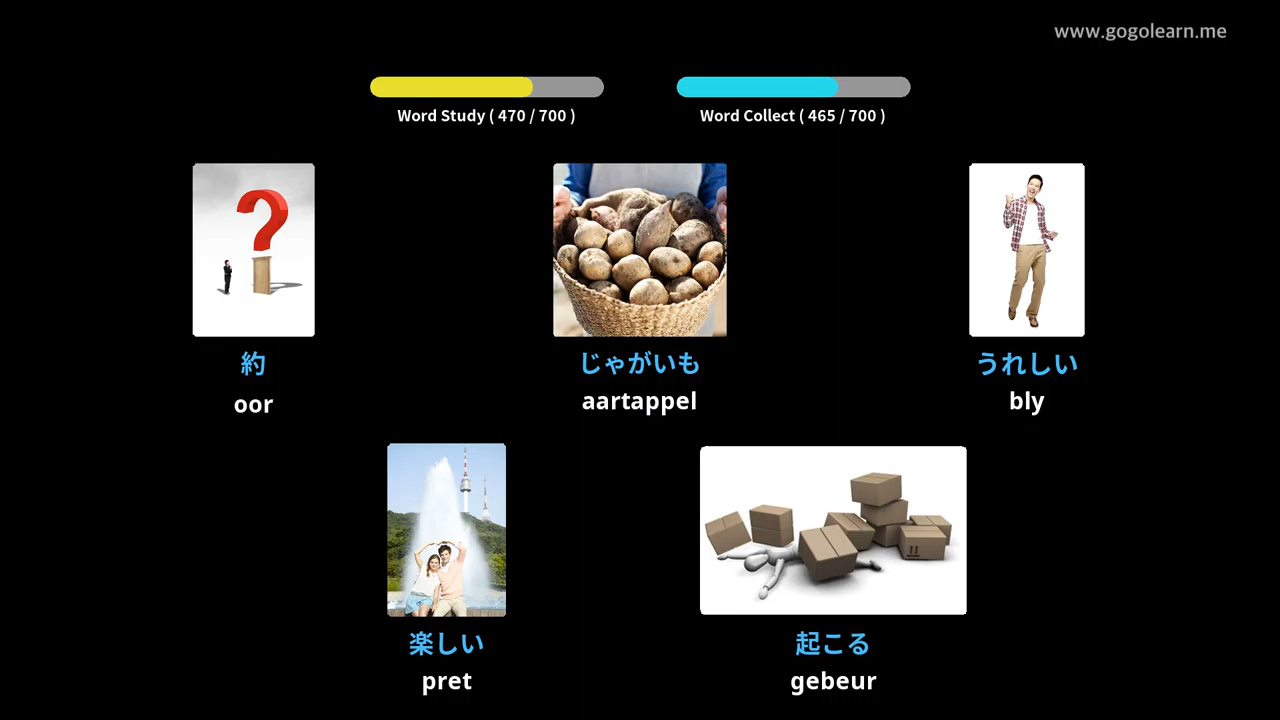 www.gogolearn.me
Word Study ( 470 / 700 )
Word Collect ( 465 / 700 )
約
oor
じゃがいも
aartappel
うれしい
bly
楽しい
pret
起こる
gebeur